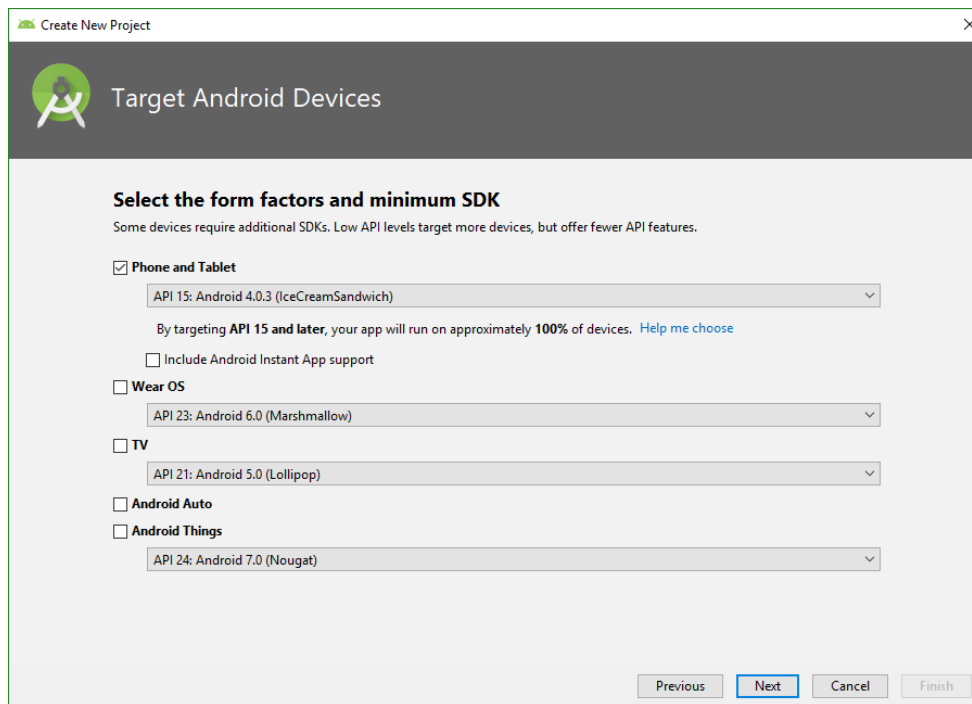 Create New Project
Target Android Devices
Select the form factors and minimum SDK
Some devices require additional SDKs. Low API levels target more devices, but offer fewer API features.
Phone and Tablet
API 15: Android 4.0.3 (IceCreamSandwich)
By targeting API 15 and later, your app will run on approximately 100% of devices. Help me choose
Include Android Instant App support
Wear OS
API 23: Android 6.0 (Marshmallow)
TV
API 21: Android 5.0 (Lollipop)
Android Auto
Android Things
API 24: Android 7.0 (Nougat)
Previous Next Cancel Finish